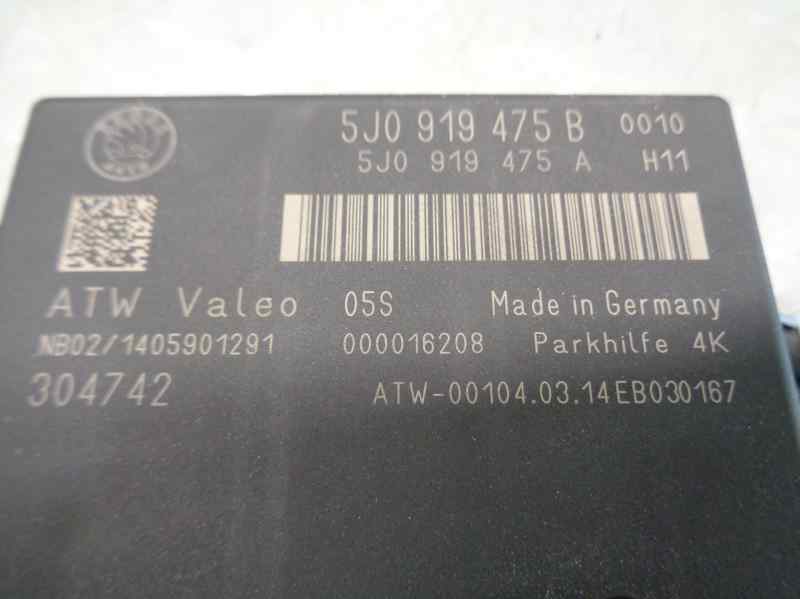 5J0 919 475 B 0010
5J0 919 475 A H11
ATW Valeo 05S Made in Germany
NB02/1405901291 000016208 Parkhilfe 4K
304742 ATW-00104.03.14EB030167